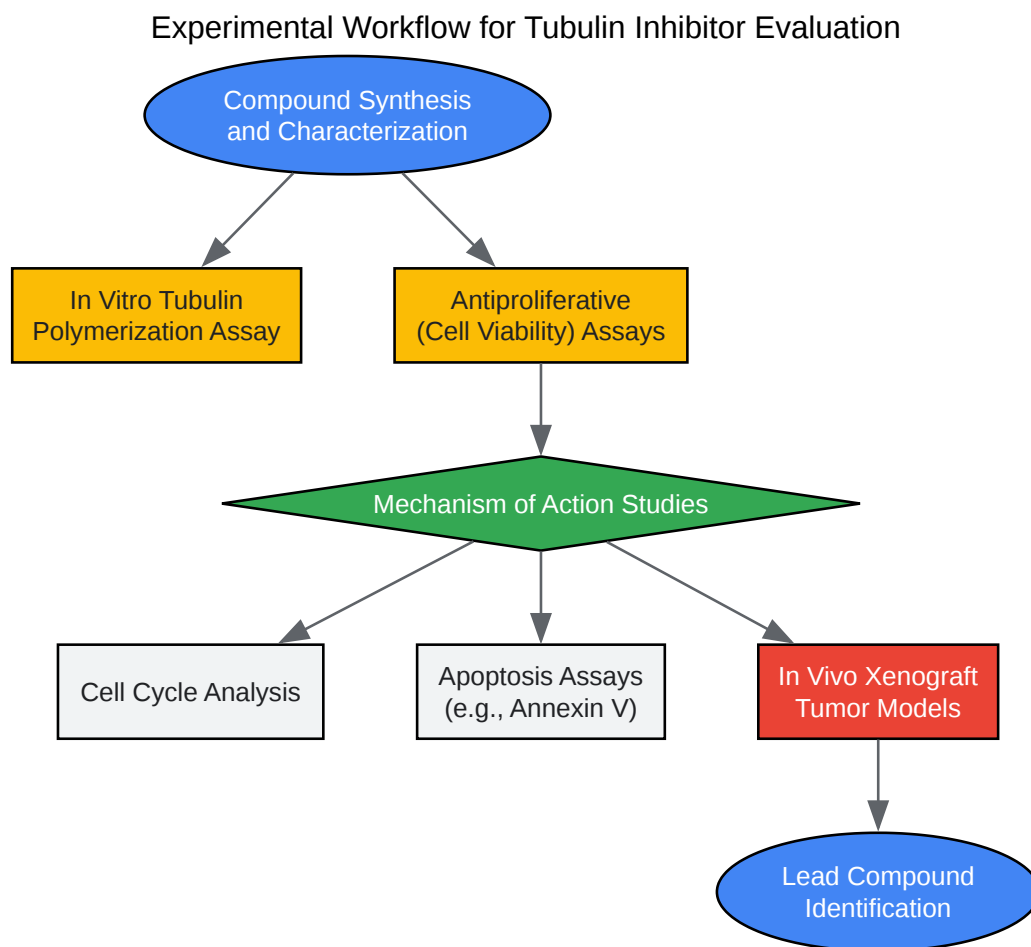 Experimental Workflow for Tubulin Inhibitor Evaluation
Compound Synthesis
and Characterization
In Vitro Tubulin
Polymerization Assay
Antiproliferative
(Cell Viability) Assays
Mechanism of Action Studies
Cell Cycle Analysis
Apoptosis Assays
(e.g., Annexin V)
In Vivo Xenograft
Tumor Models
Lead Compound
Identification